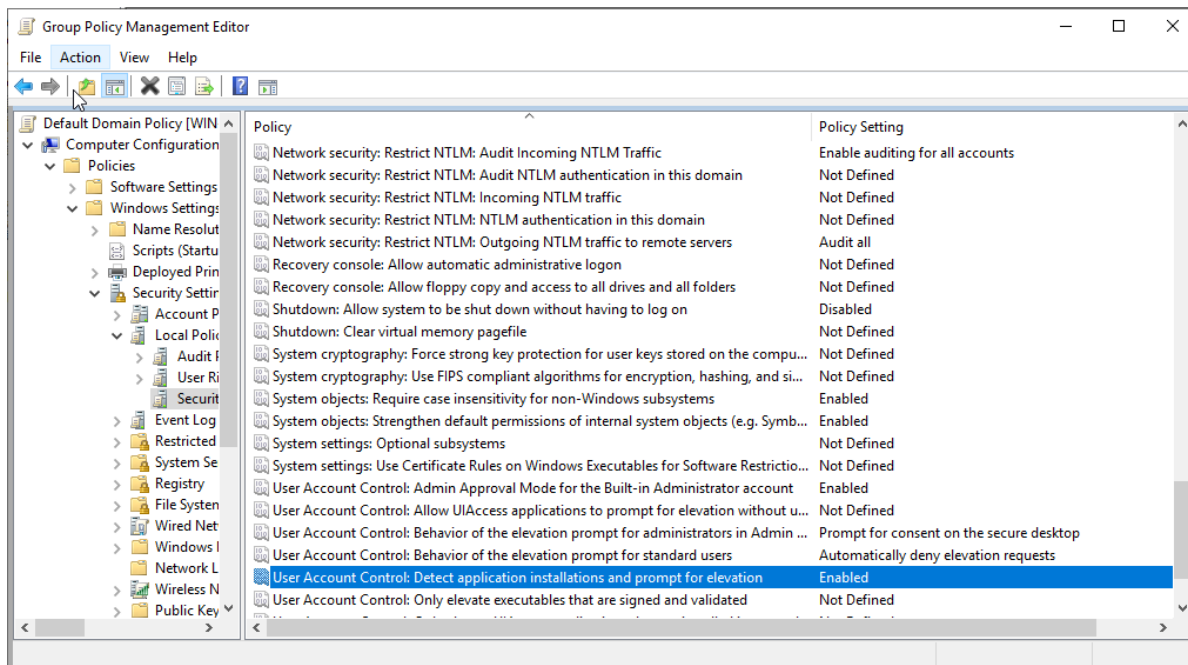 Group Policy Management Editor
File Action View Help
Default Domain Policy [WIN
Computer Configuration
Policies
Software Settings
Windows Settings
Name Resolut
Scripts (Startu
Deployed Prin
Security Settin
Account P
Local Polic
Audit P
User Ri
Securit
Event Log
Restricted
System Se
Registry
File System
Wired Net
Windows
Network L
Wireless N
Public Key
Policy Policy Setting
Network security: Restrict NTLM: Audit Incoming NTLM Traffic Enable auditing for all accounts
Network security: Restrict NTLM: Audit NTLM authentication in this domain Not Defined
Network security: Restrict NTLM: Incoming NTLM traffic Not Defined
Network security: Restrict NTLM: NTLM authentication in this domain Not Defined
Network security: Restrict NTLM: Outgoing NTLM traffic to remote servers Audit all
Recovery console: Allow automatic administrative logon Not Defined
Recovery console: Allow floppy copy and access to all drives and all folders Not Defined
Shutdown: Allow system to be shut down without having to log on Disabled
Shutdown: Clear virtual memory pagefile Not Defined
System cryptography: Force strong key protection for user keys stored on the compu... Not Defined
System cryptography: Use FIPS compliant algorithms for encryption, hashing, and si... Not Defined
System objects: Require case insensitivity for non-Windows subsystems Enabled
System objects: Strengthen default permissions of internal system objects (e.g. Symb... Enabled
System settings: Optional subsystems Not Defined
System settings: Use Certificate Rules on Windows Executables for Software Restrictio... Not Defined
User Account Control: Admin Approval Mode for the Built-in Administrator account Enabled
User Account Control: Allow UIAccess applications to prompt for elevation without u... Not Defined
User Account Control: Behavior of the elevation prompt for administrators in Admin ... Prompt for consent on the secure desktop
User Account Control: Behavior of the elevation prompt for standard users Automatically deny elevation requests
User Account Control: Detect application installations and prompt for elevation Enabled
User Account Control: Only elevate executables that are signed and validated Not Defined